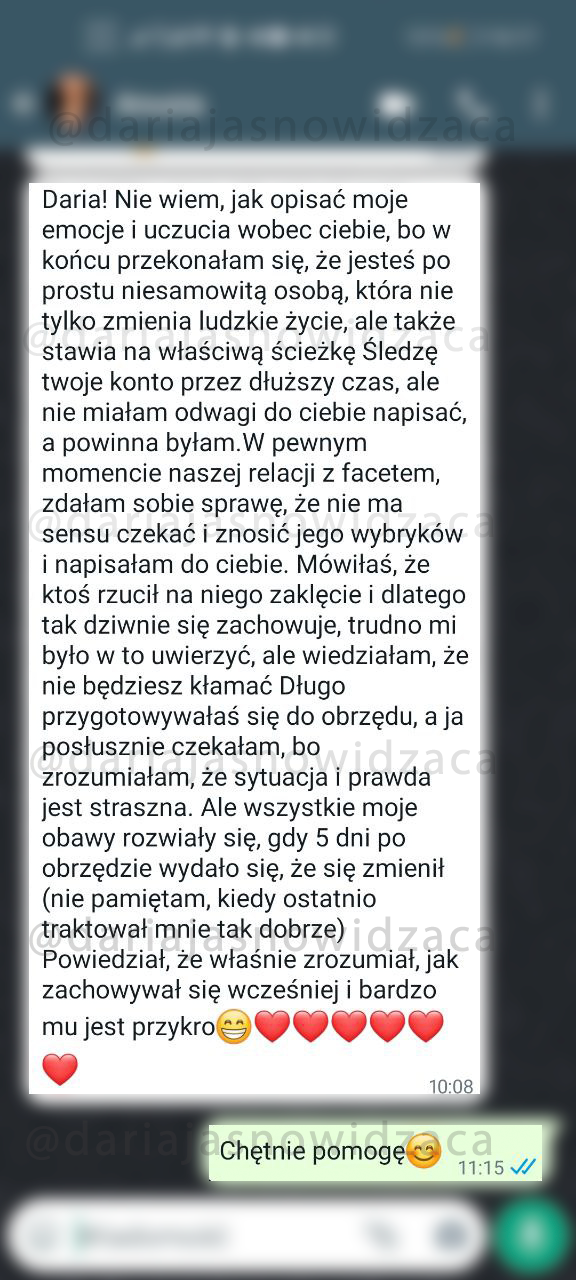 @dariajasnowidzaca
Daria! Nie wiem, jak opisać moje
emocje i uczucia wobec ciebie, bo w
końcu przekonałam się, że jesteś po
prostu niesamowitą osobą, która nie
tylko zmienia ludzkie życie, ale także
@dariajasnowidzaca
stawia na właściwą ścieżkę Śledzę
twoje konto przez dłuższy czas, ale
nie miałam odwagi do ciebie napisać,
a powinna byłam.W pewnym
momencie naszej relacji z facetem,
zdałam sobie sprawę, że nie ma
@dariajasnowidzaca
sensu czekać i znosić jego wybryków
i napisałam do ciebie. Mówiłaś, że
ktoś rzucił na niego zaklęcie i dlatego
tak dziwnie się zachowuje, trudno mi
było w to uwierzyć, ale wiedziałam, że
nie będziesz kłamać Długo
przygotowywałaś się do obrzędu, a ja
posłusznie czekałam, bo
@dariajasnowidzaca
zrozumiałam, że sytuacja i prawda
jest straszna. Ale wszystkie moje
obawy rozwiały się, gdy 5 dni po
obrzędzie wydało się, że się zmienił
(nie pamiętam, kiedy ostatnio
traktował mnie tak dobrze)
@dariajasnowidzaca
Powiedział, że właśnie zrozumiał, jak
zachowywał się wcześniej i bardzo
mu jest przykro😁❤️❤️❤️❤️❤️
❤️
10:08
@dariajasnowidzaca
Chętnie pomogę😊
11:15